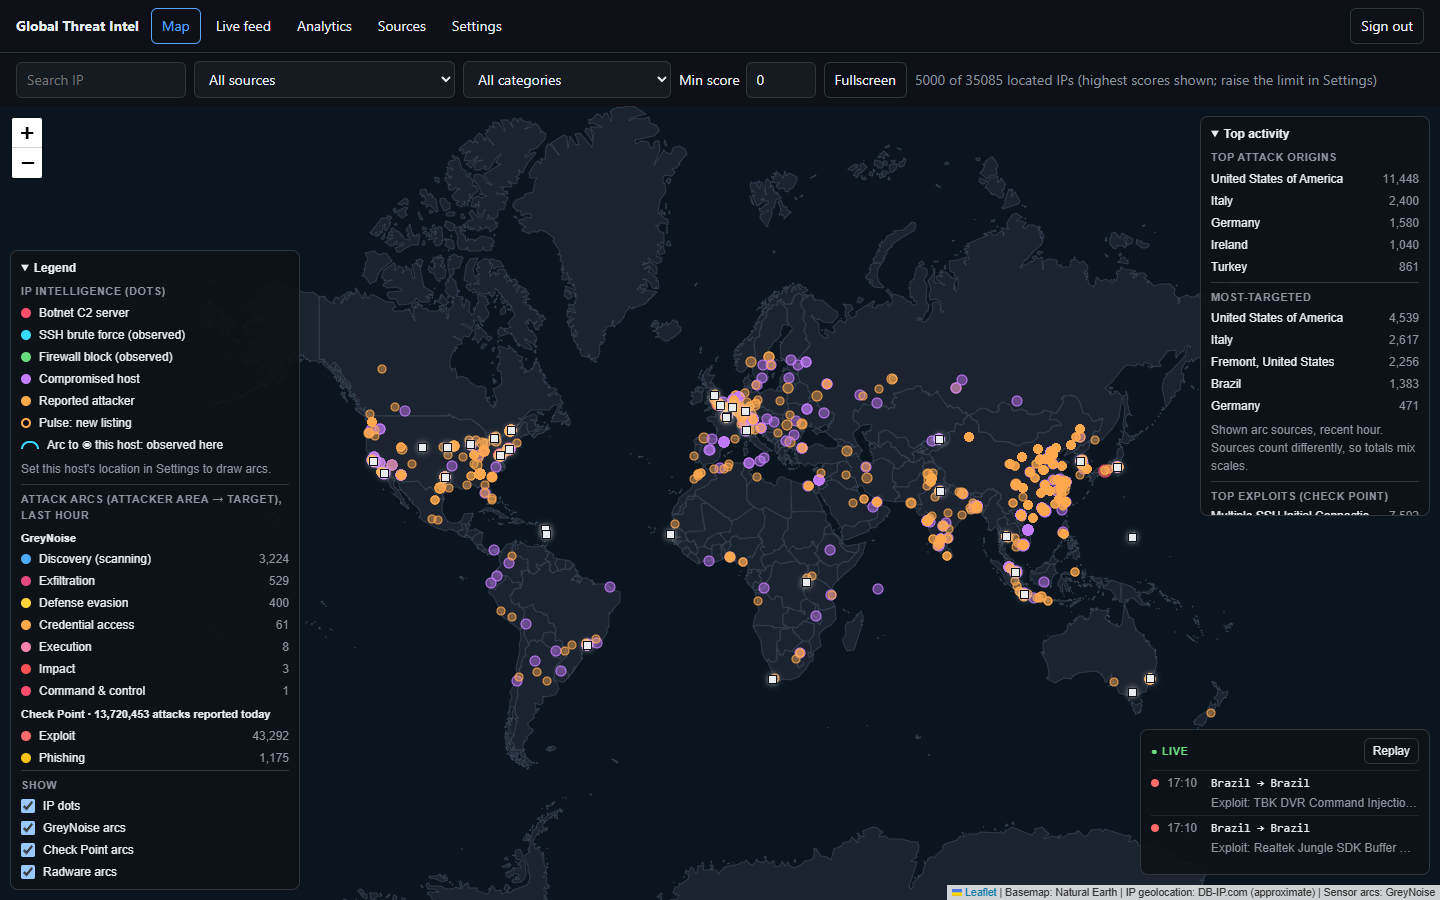 Global Threat Intel
Map
Live feed
Analytics
Sources
Settings
Sign out
Search IP
All sources
All categories
Min score
0
Fullscreen
5000 of 35085 located IPs (highest scores shown; raise the limit in Settings)
+
−
▼ Legend
IP INTELLIGENCE (DOTS)
Botnet C2 server
SSH brute force (observed)
Firewall block (observed)
Compromised host
Reported attacker
Pulse: new listing
Arc to ◉ this host: observed here
Set this host's location in Settings to draw arcs.
ATTACK ARCS (ATTACKER AREA → TARGET),
LAST HOUR
GreyNoise
Discovery (scanning) 3,224
Exfiltration 529
Defense evasion 400
Credential access 61
Execution 8
Impact 3
Command & control 1
Check Point · 13,720,453 attacks reported today
Exploit 43,292
Phishing 1,175
SHOW
IP dots
GreyNoise arcs
Check Point arcs
Radware arcs
▼ Top activity
TOP ATTACK ORIGINS
United States of America 11,448
Italy 2,400
Germany 1,580
Ireland 1,040
Turkey 861
MOST-TARGETED
United States of America 4,539
Italy 2,617
Fremont, United States 2,256
Brazil 1,383
Germany 471
Shown arc sources, recent hour.
Sources count differently, so totals mix
scales.
TOP EXPLOITS (CHECK POINT)
Multiple SSH Initial Connectio... 7,502
● LIVE
Replay
17:10 Brazil → Brazil
Exploit: TBK DVR Command Injectio...
17:10 Brazil → Brazil
Exploit: Realtek Jungle SDK Buffer ...
Leaflet | Basemap: Natural Earth | IP geolocation: DB-IP.com (approximate) | Sensor arcs: GreyNoise